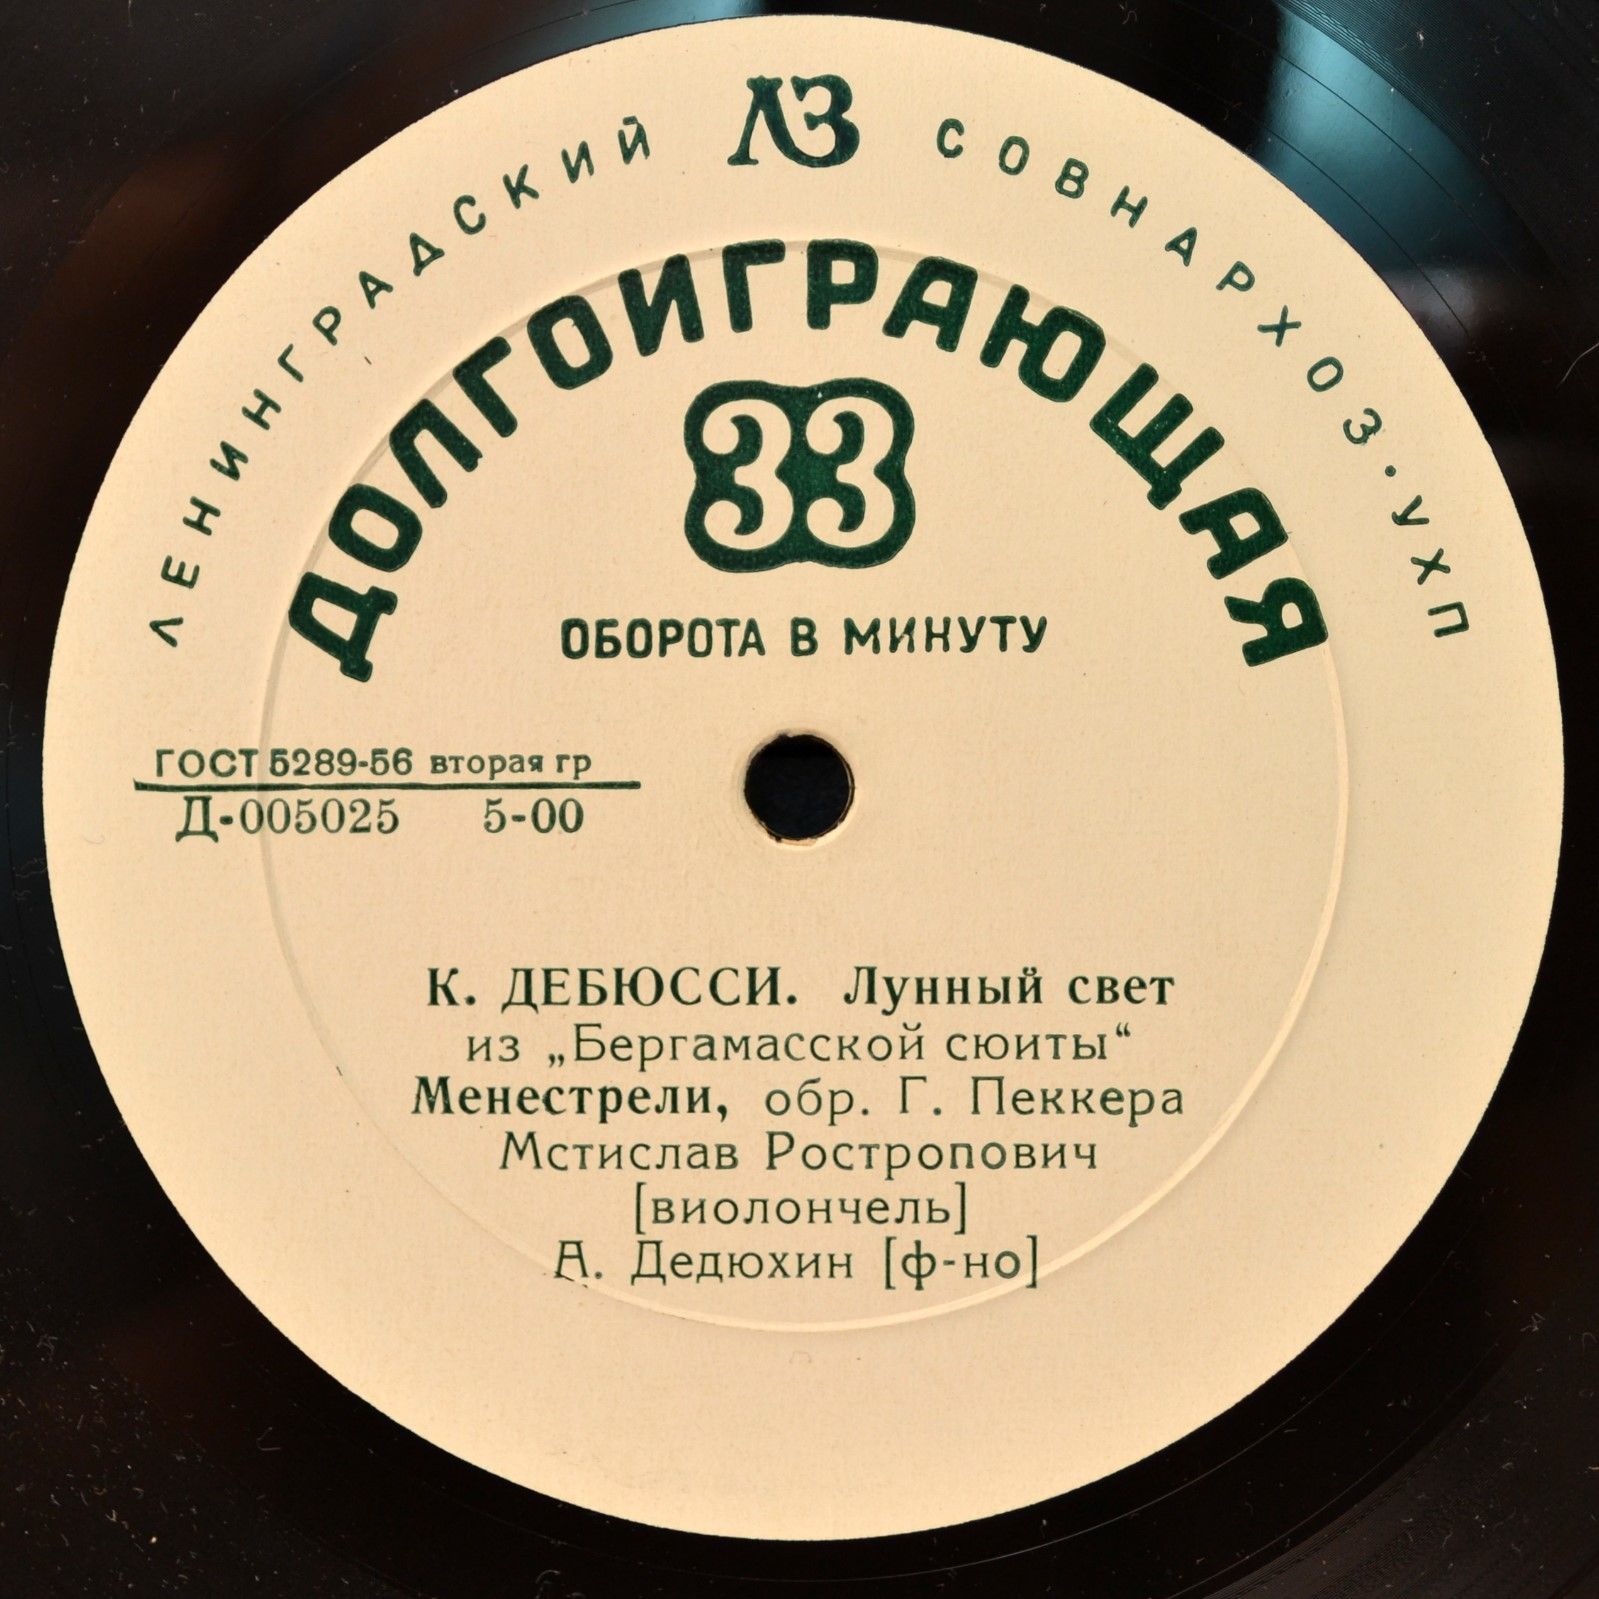 ЛЕНИНГРАДСКИЙ ЛЗ СОВНАРХОЗ · УХП
ДОЛГОИГРАЮЩАЯ
33
ОБОРОТА В МИНУТУ
ГОСТ 5289-56 вторая гр
Д-005025 5-00
К. ДЕБЮССИ. Лунный свет
из „Бергамасской сюиты“
Менестрели, обр. Г. Пеккера
Мстислав Ростропович
[виолончель]
А. Дедюхин [ф-но]